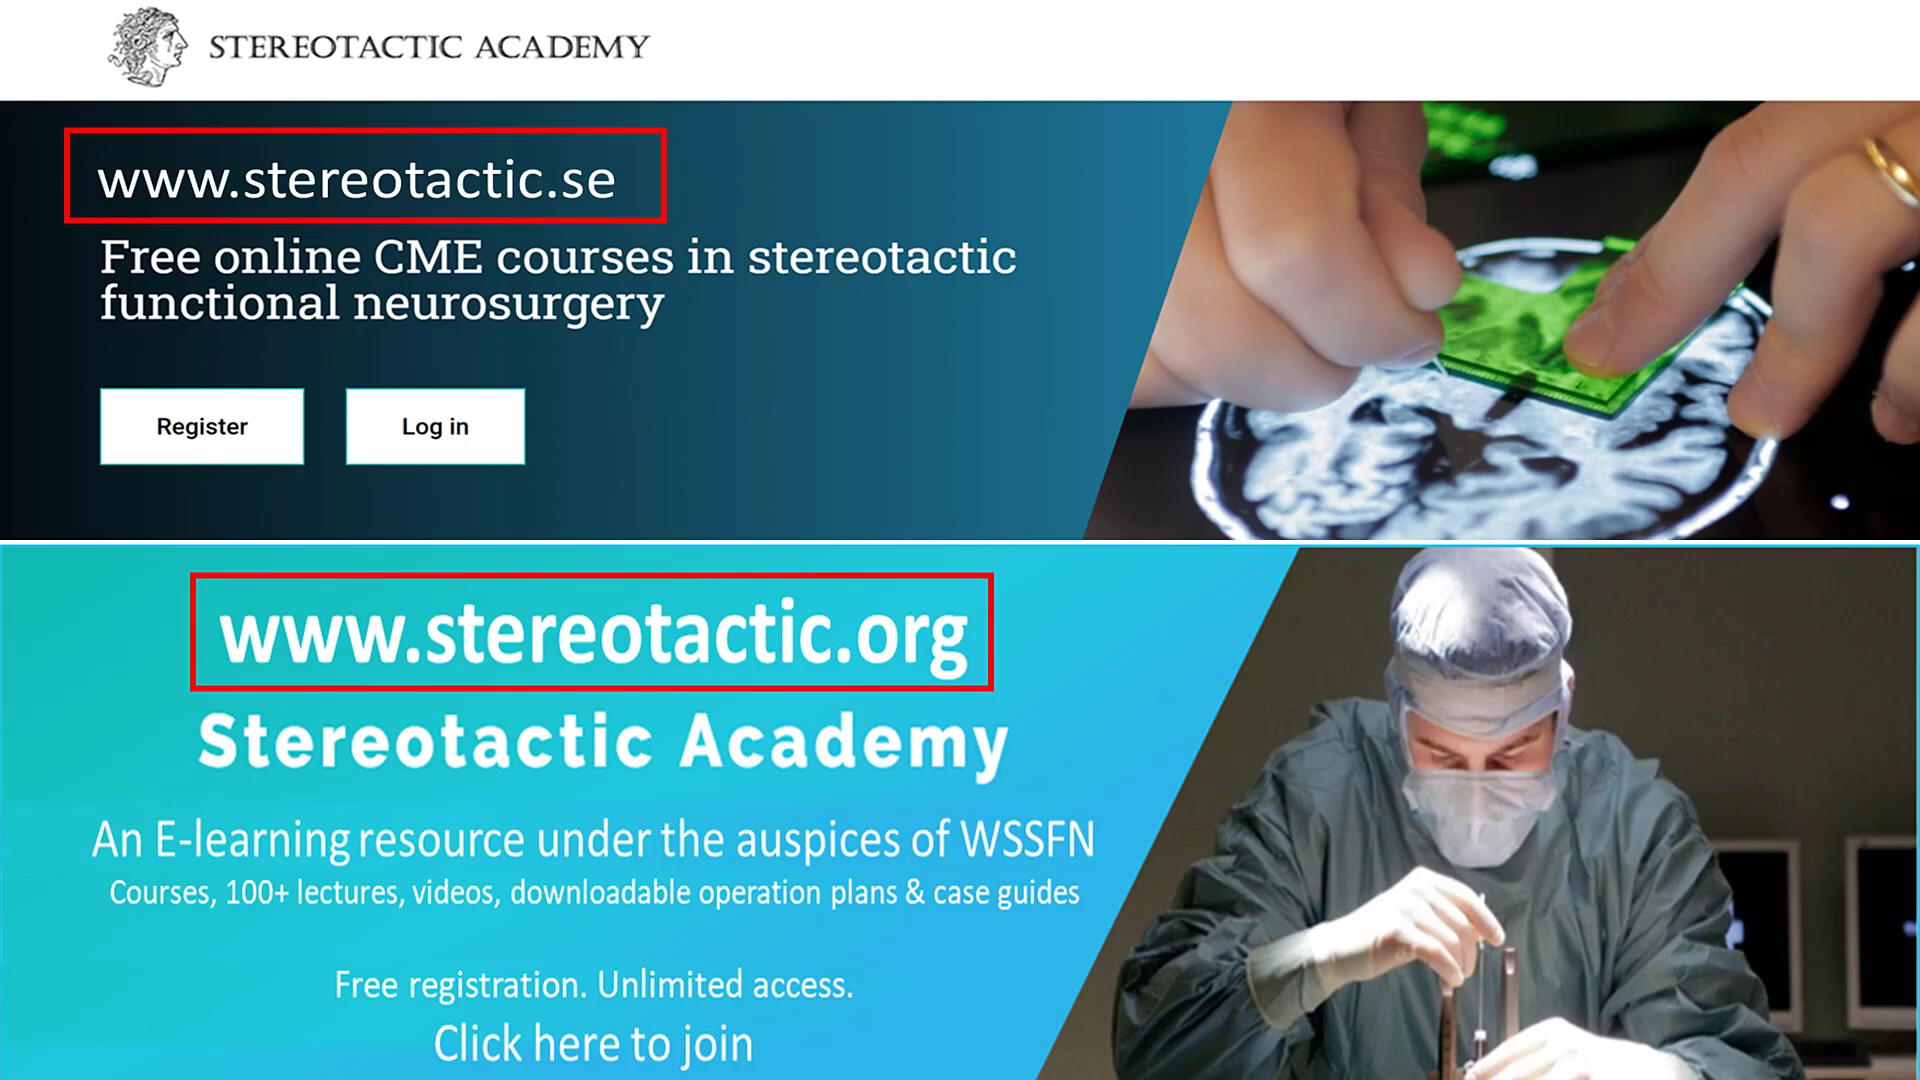 STEREOTACTIC ACADEMY
www.stereotactic.se
Free online CME courses in stereotactic
functional neurosurgery
Register
Log in
www.stereotactic.org
Stereotactic Academy
An E-learning resource under the auspices of WSSFN
Courses, 100+ lectures, videos, downloadable operation plans & case guides
Free registration. Unlimited access.
Click here to join